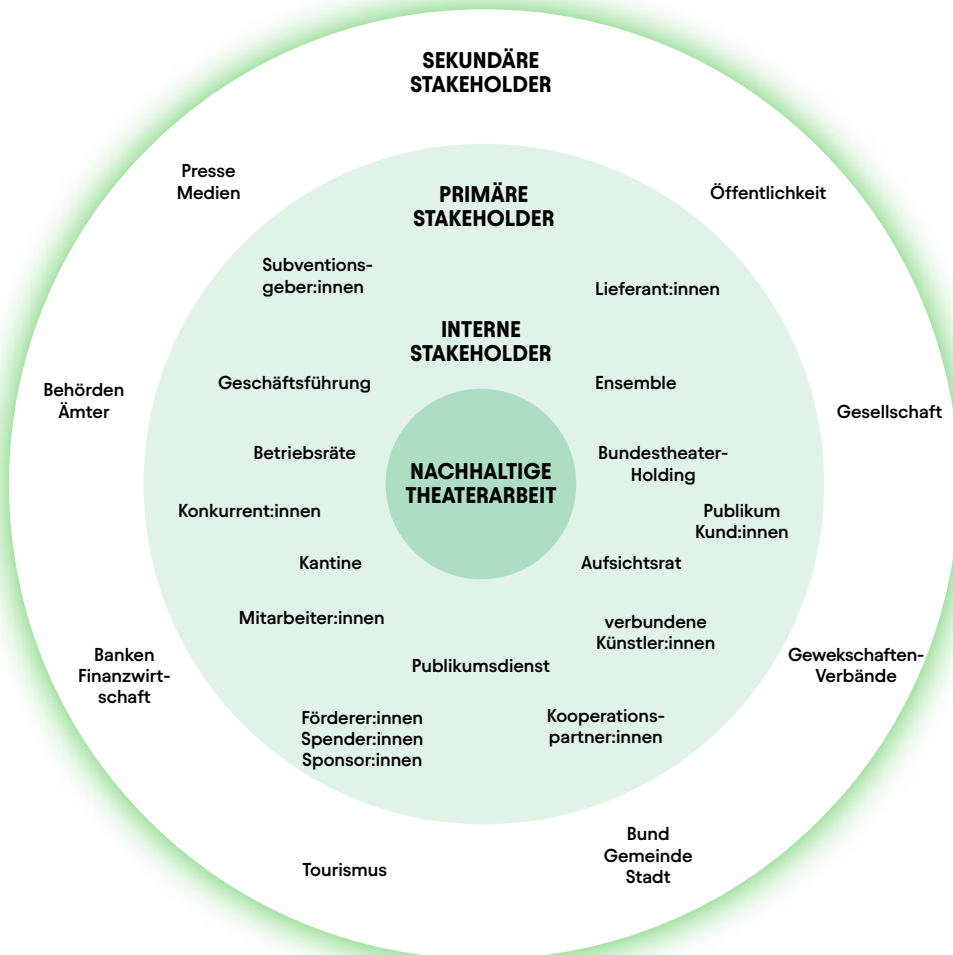 SEKUNDÄRE
STAKEHOLDER
Presse
Medien
Öffentlichkeit
PRIMÄRE
STAKEHOLDER
Subventions-
geber:innen
Lieferant:innen
INTERNE
STAKEHOLDER
Geschäftsführung
Ensemble
Behörden
Ämter
Gesellschaft
Betriebsräte
Bundestheater-
Holding
NACHHALTIGE
THEATERARBEIT
Konkurrent:innen
Publikum
Kund:innen
Kantine
Aufsichtsrat
Mitarbeiter:innen
verbundene
Künstler:innen
Banken
Finanzwirt-
schaft
Publikumsdienst
Gewekschaften-
Verbände
Förderer:innen
Spender:innen
Sponsor:innen
Kooperations-
partner:innen
Tourismus
Bund
Gemeinde
Stadt